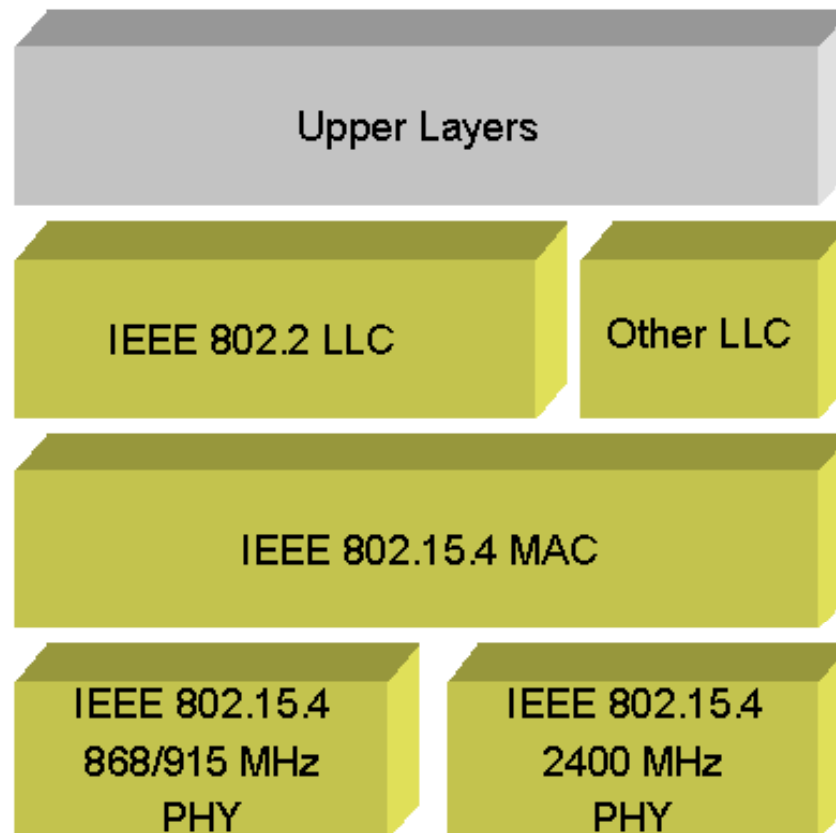 Upper Layers
IEEE 802.2 LLC
Other LLC
IEEE 802.15.4 MAC
IEEE 802.15.4
868/915 MHz
PHY
IEEE 802.15.4
2400 MHz
PHY